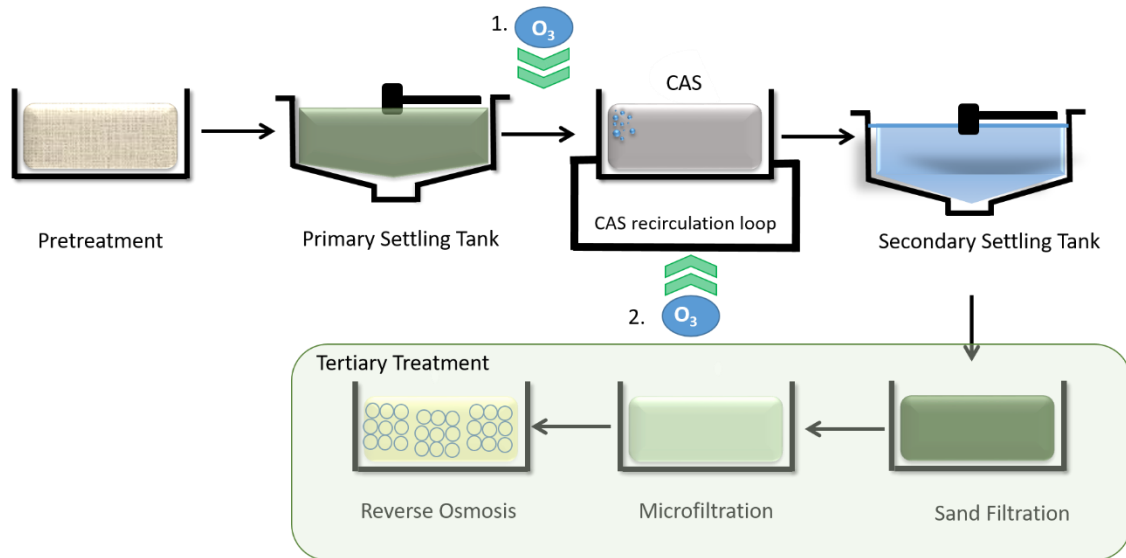 1.
O3
CAS
Pretreatment
Primary Settling Tank
CAS recirculation loop
Secondary Settling Tank
2.
O3
Tertiary Treatment
Reverse Osmosis
Microfiltration
Sand Filtration